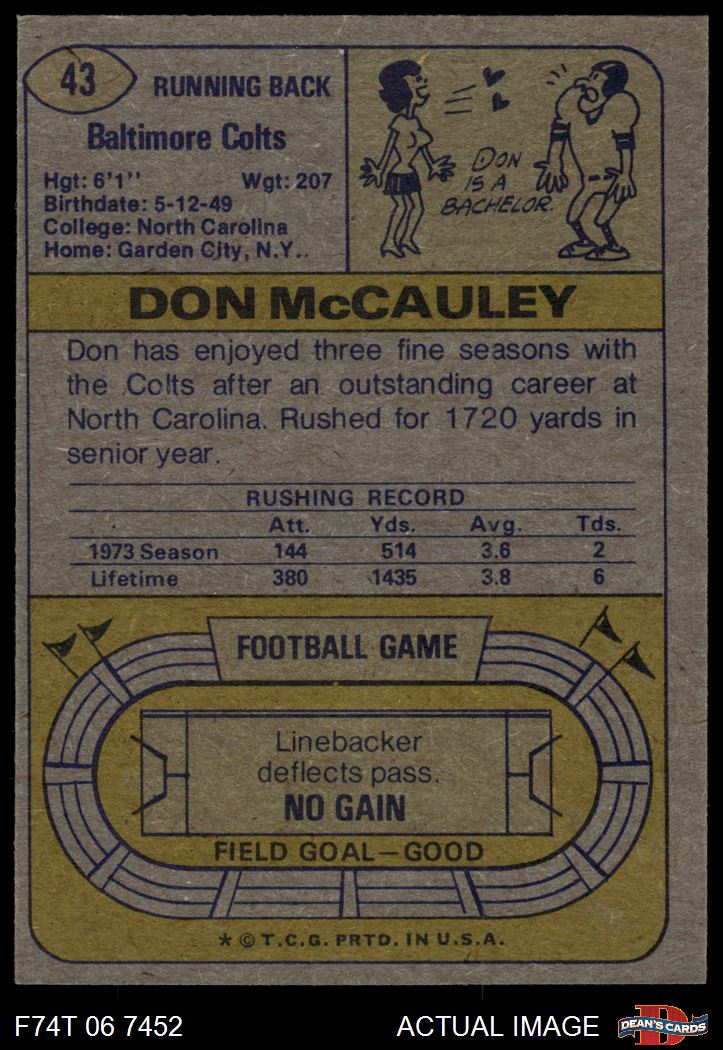 43
RUNNING BACK
Baltimore Colts
Hgt: 6'1'' Wgt: 207
Birthdate: 5-12-49
College: North Carolina
Home: Garden City, N.Y..
DON
IS A
BACHELOR.
DON McCAULEY
Don has enjoyed three fine seasons with
the Colts after an outstanding career at
North Carolina. Rushed for 1720 yards in
senior year.
RUSHING RECORD
Att. Yds. Avg. Tds.
1973 Season 144 514 3.6 2
Lifetime 380 1435 3.8 6
FOOTBALL GAME
Linebacker
deflects pass.
NO GAIN
FIELD GOAL—GOOD
* © T.C.G. PRTD. IN U.S.A.
F74T 06 7452 ACTUAL IMAGE
D
DEAN'S CARDS